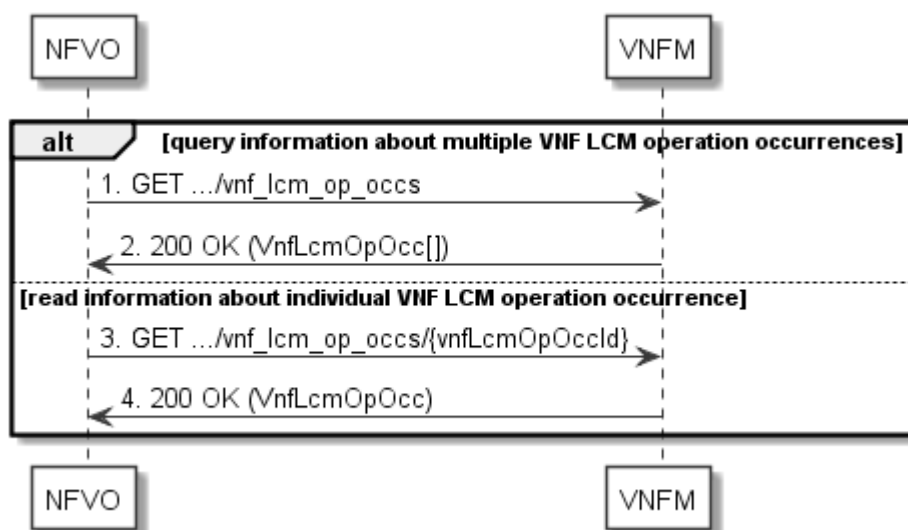 NFVO
VNFM
alt
[query information about multiple VNF LCM operation occurrences]
1. GET .../vnf_lcm_op_occs
2. 200 OK (VnfLcmOpOcc[])
[read information about individual VNF LCM operation occurrence]
3. GET .../vnf_lcm_op_occs/{vnfLcmOpOccId}
4. 200 OK (VnfLcmOpOcc)
NFVO
VNFM